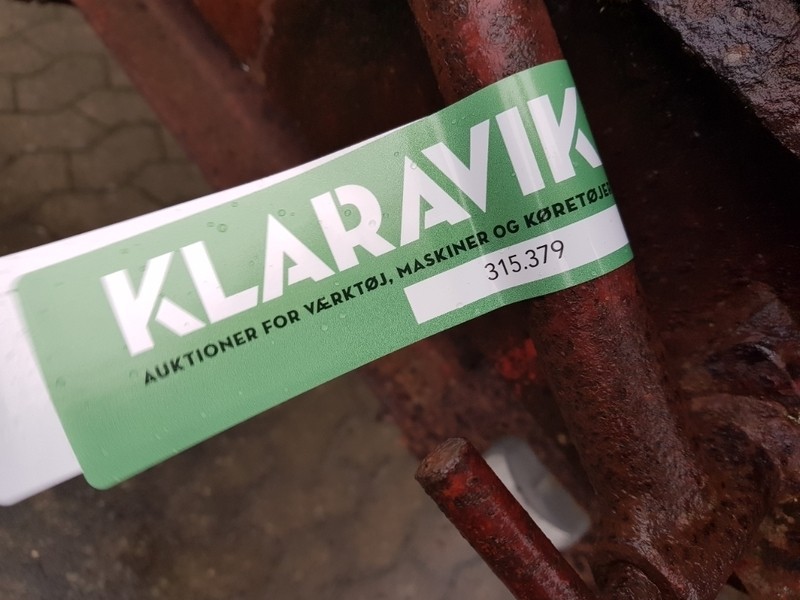 KLARAVIK
AUKTIONER FOR VÆRKTØJ, MASKINER OG KØRETØJER
315.379